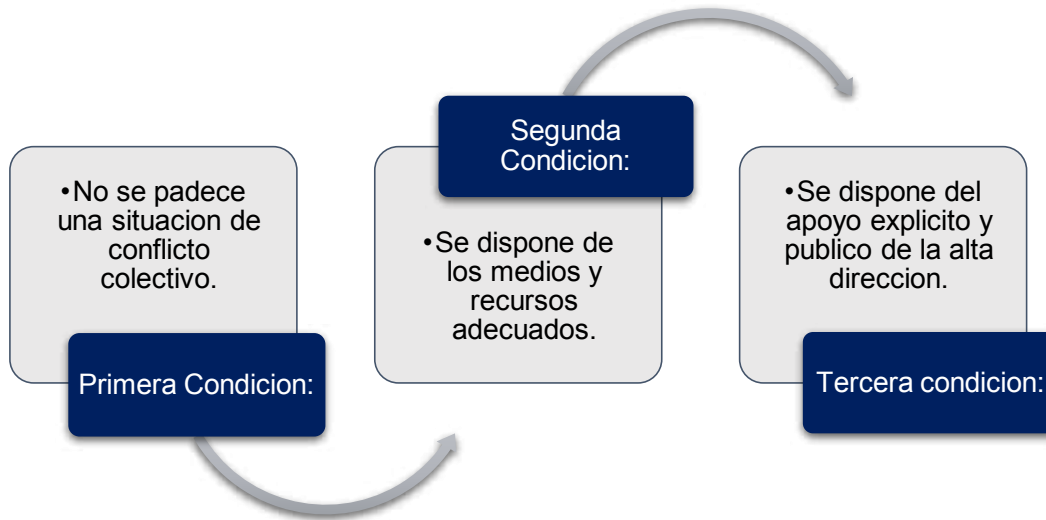 •No se padece
una situacion de
conflicto
colectivo.
Primera Condicion:
Segunda
Condicion:
•Se dispone de
los medios y
recursos
adecuados.
•Se dispone del
apoyo explicito y
publico de la alta
direccion.
Tercera condicion: